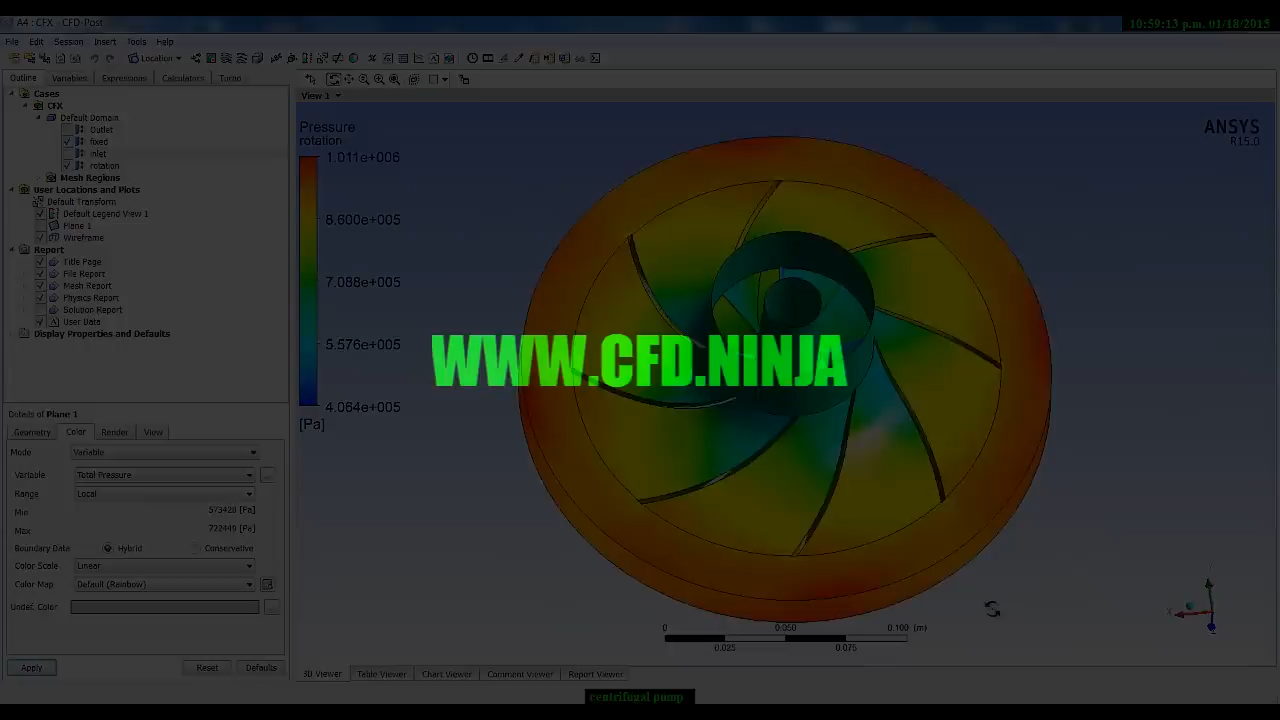 A4 : CFX - CFD-Post
10:59:13 p.m. 01/18/2015
File Edit Session Insert Tools Help
Location
Outline Variables Expressions Calculators Turbo
Cases
CFX
Default Domain
Outlet
fixed
inlet
rotation
Mesh Regions
User Locations and Plots
Default Transform
Default Legend View 1
Plane 1
Wireframe
Report
Title Page
File Report
Mesh Report
Physics Report
Solution Report
User Data
Display Properties and Defaults
Details of Plane 1
Geometry Color Render View
Mode Variable
Variable Total Pressure ...
Range Local
Min 573428 [Pa]
Max 722449 [Pa]
Boundary Data Hybrid Conservative
Color Scale Linear
Color Map Default (Rainbow)
Undef. Color ...
Apply Reset Defaults
View 1
Pressure
rotation
1.011e+006
8.600e+005
7.088e+005
5.576e+005
4.064e+005
[Pa]
ANSYS
R15.0
WWW.CFD.NINJA
0 0.050 0.100 (m)
0.025 0.075
X
Y
Z
3D Viewer Table Viewer Chart Viewer Comment Viewer Report Viewer
centrifugal pump